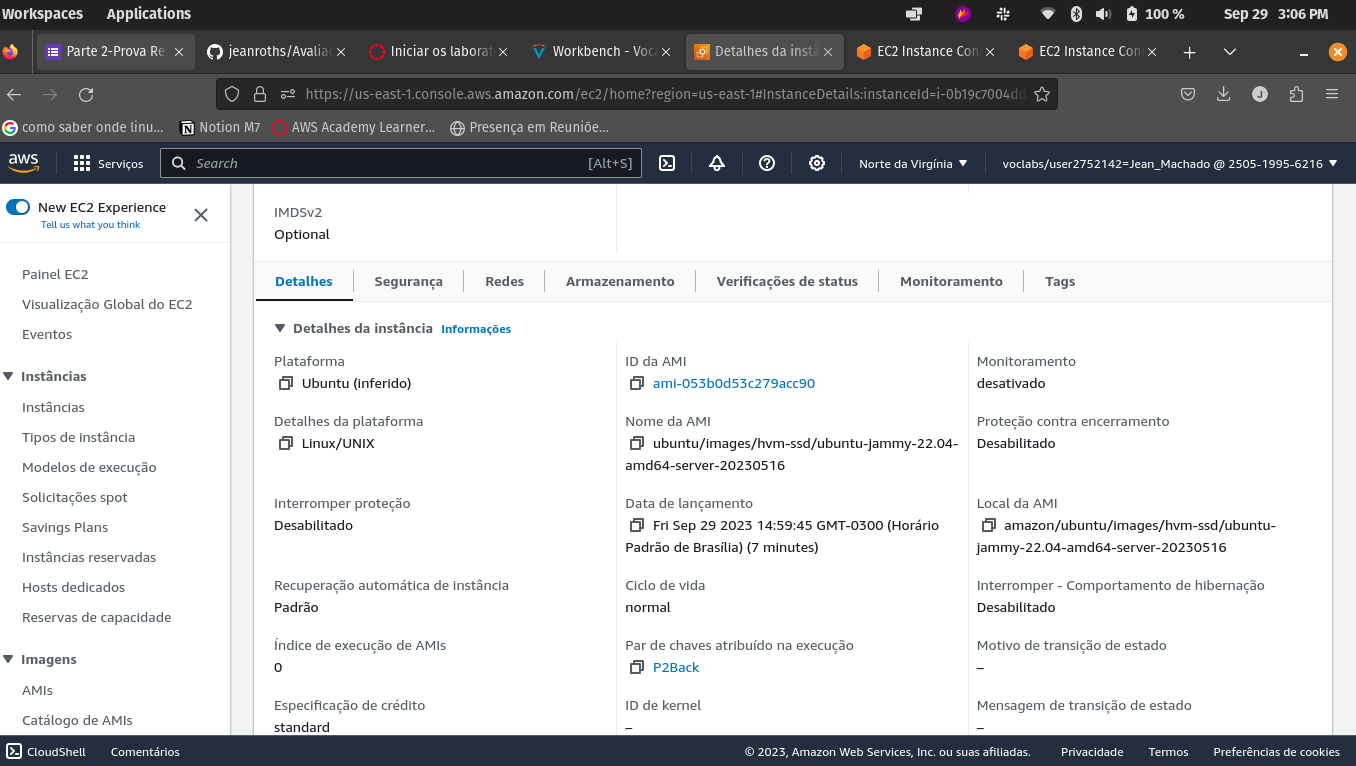 Workspaces Applications 100 % Sep 29 3:06 PM
Parte 2-Prova Re jeanroths/Avaliac Iniciar os laborat Workbench - Voca Detalhes da instâ EC2 Instance Con EC2 Instance Con
https://us-east-1.console.aws.amazon.com/ec2/home?region=us-east-1#InstanceDetails:instanceId=i-0b19c7004dd
como saber onde linu... Notion M7 AWS Academy Learner... Presença em Reuniõe...
aws Serviços Search [Alt+S] Norte da Virgínia voclabs/user2752142=Jean_Machado @ 2505-1995-6216
New EC2 Experience
Tell us what you think
Painel EC2
Visualização Global do EC2
Eventos
Instâncias
Instâncias
Tipos de instância
Modelos de execução
Solicitações spot
Savings Plans
Instâncias reservadas
Hosts dedicados
Reservas de capacidade
Imagens
AMIs
Catálogo de AMIs
IMDSv2
Optional
Detalhes Segurança Redes Armazenamento Verificações de status Monitoramento Tags
Detalhes da instância Informações
Plataforma
Ubuntu (inferido)
ID da AMI
ami-053b0d53c279acc90
Monitoramento
desativado
Detalhes da plataforma
Linux/UNIX
Nome da AMI
ubuntu/images/hvm-ssd/ubuntu-jammy-22.04-
amd64-server-20230516
Proteção contra encerramento
Desabilitado
Interromper proteção
Desabilitado
Data de lançamento
Fri Sep 29 2023 14:59:45 GMT-0300 (Horário
Padrão de Brasília) (7 minutes)
Local da AMI
amazon/ubuntu/images/hvm-ssd/ubuntu-
jammy-22.04-amd64-server-20230516
Recuperação automática de instância
Padrão
Ciclo de vida
normal
Interromper - Comportamento de hibernação
Desabilitado
Índice de execução de AMIs
0
Par de chaves atribuído na execução
P2Back
Motivo de transição de estado
–
Especificação de crédito
standard
ID de kernel
–
Mensagem de transição de estado
–
CloudShell Comentários © 2023, Amazon Web Services, Inc. ou suas afiliadas. Privacidade Termos Preferências de cookies